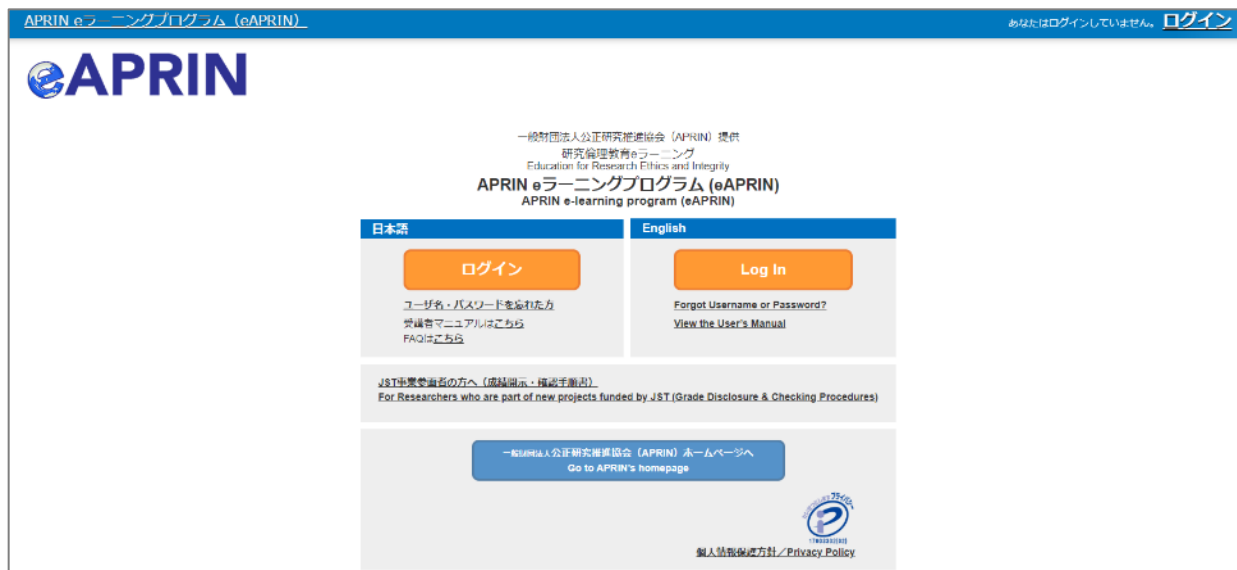 APRIN eラーニングプログラム（eAPRIN）
あなたはログインしていません。 ログイン
eAPRIN
一般財団法人公正研究推進協会（APRIN）提供
研究倫理教育eラーニング
Education for Research Ethics and Integrity
APRIN eラーニングプログラム (eAPRIN)
APRIN e-learning program (eAPRIN)
日本語
ログイン
ユーザ名・パスワードを忘れた方
受講者マニュアルはこちら
FAQはこちら
English
Log In
Forgot Username or Password?
View the User's Manual
JST事業参画者の方へ（成績開示・確認手順書）
For Researchers who are part of new projects funded by JST (Grade Disclosure & Checking Procedures)
一般財団法人公正研究推進協会（APRIN）ホームページへ
Go to APRIN's homepage
プライバシー
個人情報保護方針／Privacy Policy